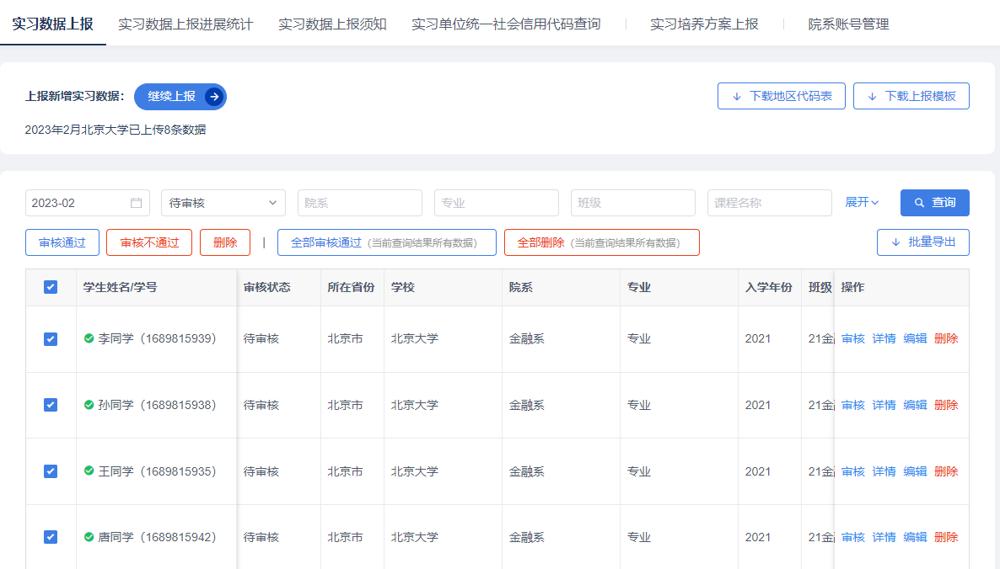 实习数据上报 实习数据上报进展统计 实习数据上报须知 实习单位统一社会信用代码查询 实习培养方案上报 院系账号管理
上报新增实习数据： 继续上报 下载地区代码表 下载上报模板
2023年2月北京大学已上传8条数据
2023-02 待审核 院系 专业 班级 课程名称 展开 查询
审核通过 审核不通过 删除 | 全部审核通过（当前查询结果所有数据） 全部删除（当前查询结果所有数据） 批量导出
学生姓名/学号 审核状态 所在省份 学校 院系 专业 入学年份 班级 操作
李同学（1689815939） 待审核 北京市 北京大学 金融系 专业 2021 21金 审核 详情 编辑 删除
孙同学（1689815938） 待审核 北京市 北京大学 金融系 专业 2021 21金 审核 详情 编辑 删除
王同学（1689815935） 待审核 北京市 北京大学 金融系 专业 2021 21金 审核 详情 编辑 删除
唐同学（1689815942） 待审核 北京市 北京大学 金融系 专业 2021 21金 审核 详情 编辑 删除